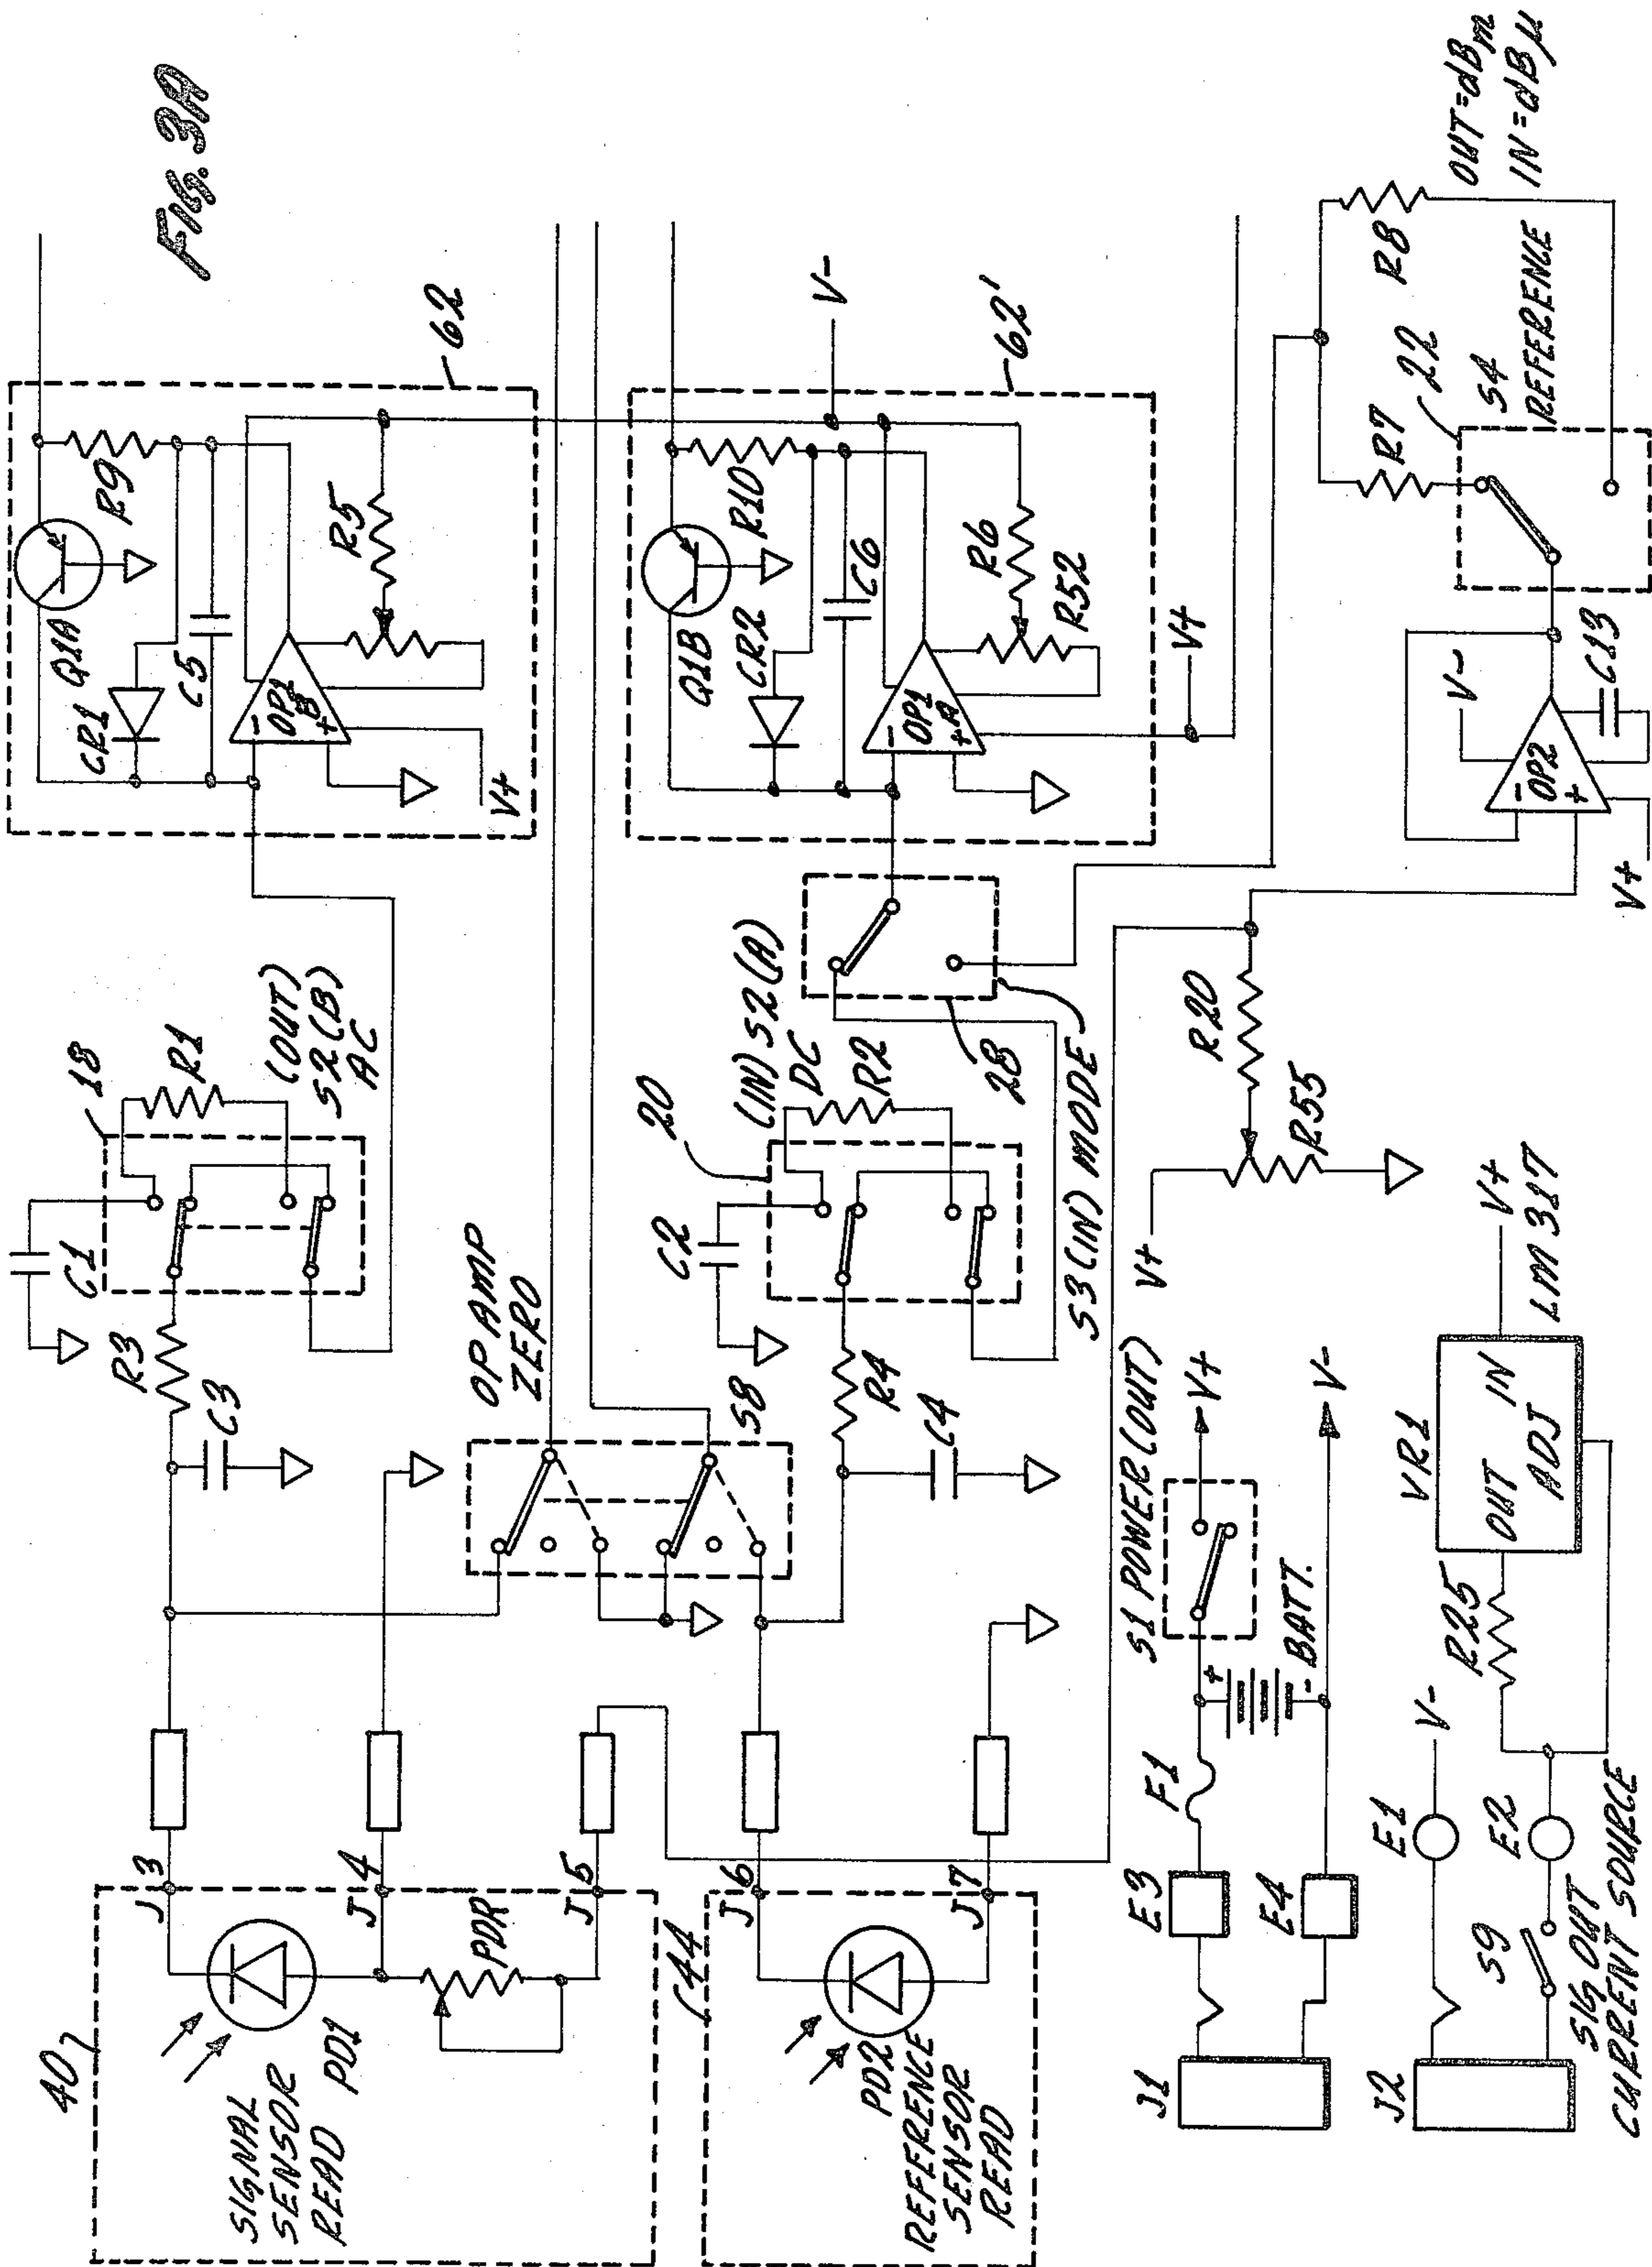 FIG. 3A
40
SIGNAL
SENSOR
READ PD1
J3
J4
J5
PDR
44
PD2
REFERENCE
SENSOR
READ
J6
J7
R3
C3
C1
18
R1
(OUT)
S2(B)
AC
OP AMP
ZERO
S8
R4
C4
C2
20
(IN) S2(A)
DC
R2
28
S3(IN) MODE
62
Q1A
R9
CR1
C5
-
OP1
B
+
R5
V+
62'
Q1B
R10
CR2
C6
-
OP1
+A
R6
R52
V-
V+
J1
E3
E4
F1
+
- BATT.
S1 POWER (OUT)
V+
V-
J2
E1
E2
S9
SIG OUT
CURRENT SOURCE
V-
R25
VR1
OUT IN
ADJ
V+
LM317
V+
R55
R20
-
OP2
+
V-
V+
C13
22
S4
REFERENCE
R7
R8
OUT=dBm
IN=dBμ